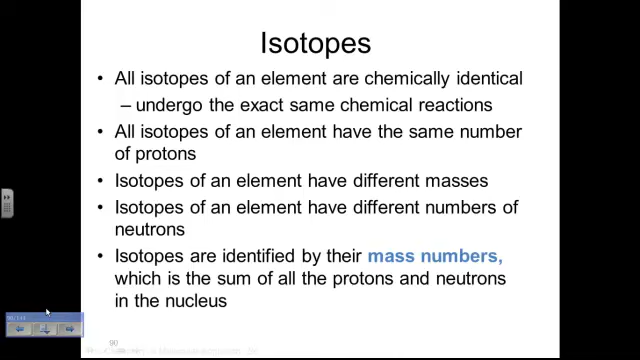 Isotopes
• All isotopes of an element are chemically identical
– undergo the exact same chemical reactions
• All isotopes of an element have the same number
of protons
• Isotopes of an element have different masses
• Isotopes of an element have different numbers of
neutrons
• Isotopes are identified by their mass numbers,
which is the sum of all the protons and neutrons
in the nucleus
90